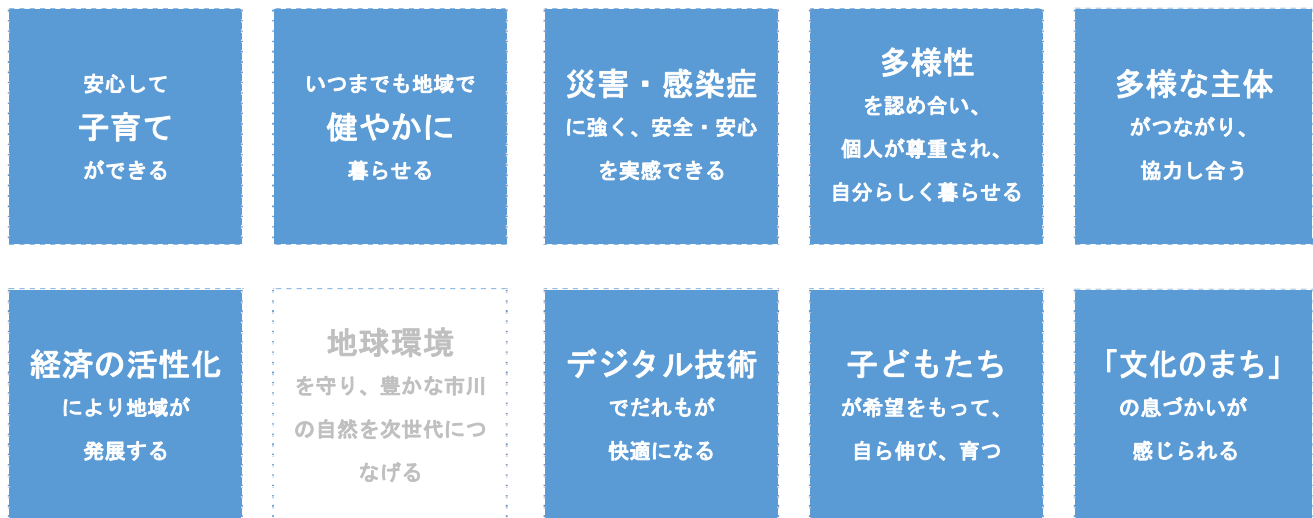 安心して
子育て
ができる
いつまでも地域で
健やかに
暮らせる
災害・感染症
に強く、安全・安心
を実感できる
多様性
を認め合い、
個人が尊重され、
自分らしく暮らせる
多様な主体
がつながり、
協力し合う
経済の活性化
により地域が
発展する
地球環境
を守り、豊かな市川
の自然を次世代につ
なげる
デジタル技術
でだれもが
快適になる
子どもたち
が希望をもって、
自ら伸び、育つ
「文化のまち」
の息づかいが
感じられる